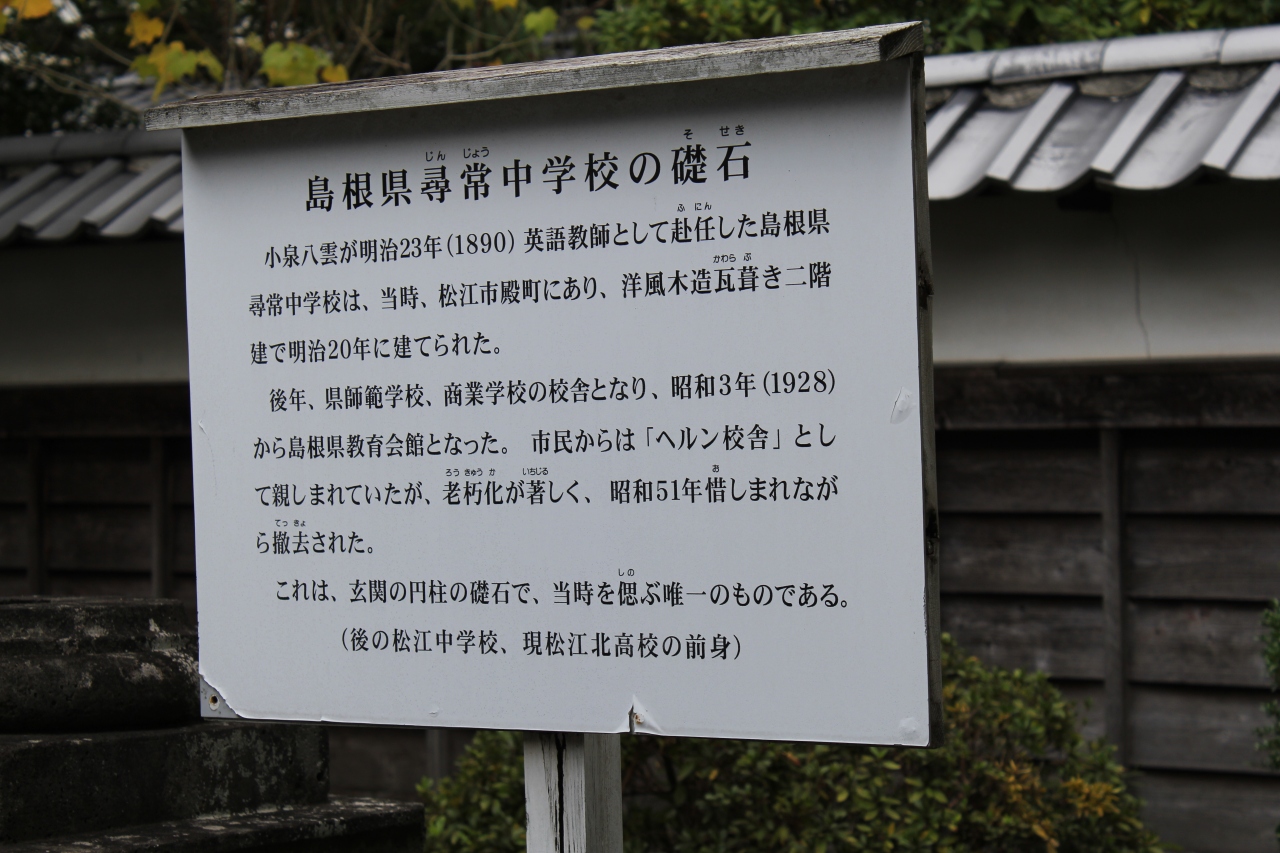 島根県尋常中学校の礎石
小泉八雲が明治23年(1890) 英語教師として赴任した島根県
尋常中学校は、当時、松江市殿町にあり、洋風木造瓦葺き二階
建で明治20年に建てられた。
後年、県師範学校、商業学校の校舎となり、昭和3年(1928)
から島根県教育会館となった。 市民からは「ヘルン校舎」とし
て親しまれていたが、老朽化が著しく、昭和51年惜しまれなが
ら撤去された。
これは、玄関の円柱の礎石で、当時を偲ぶ唯一のものである。
(後の松江中学校、現松江北高校の前身)